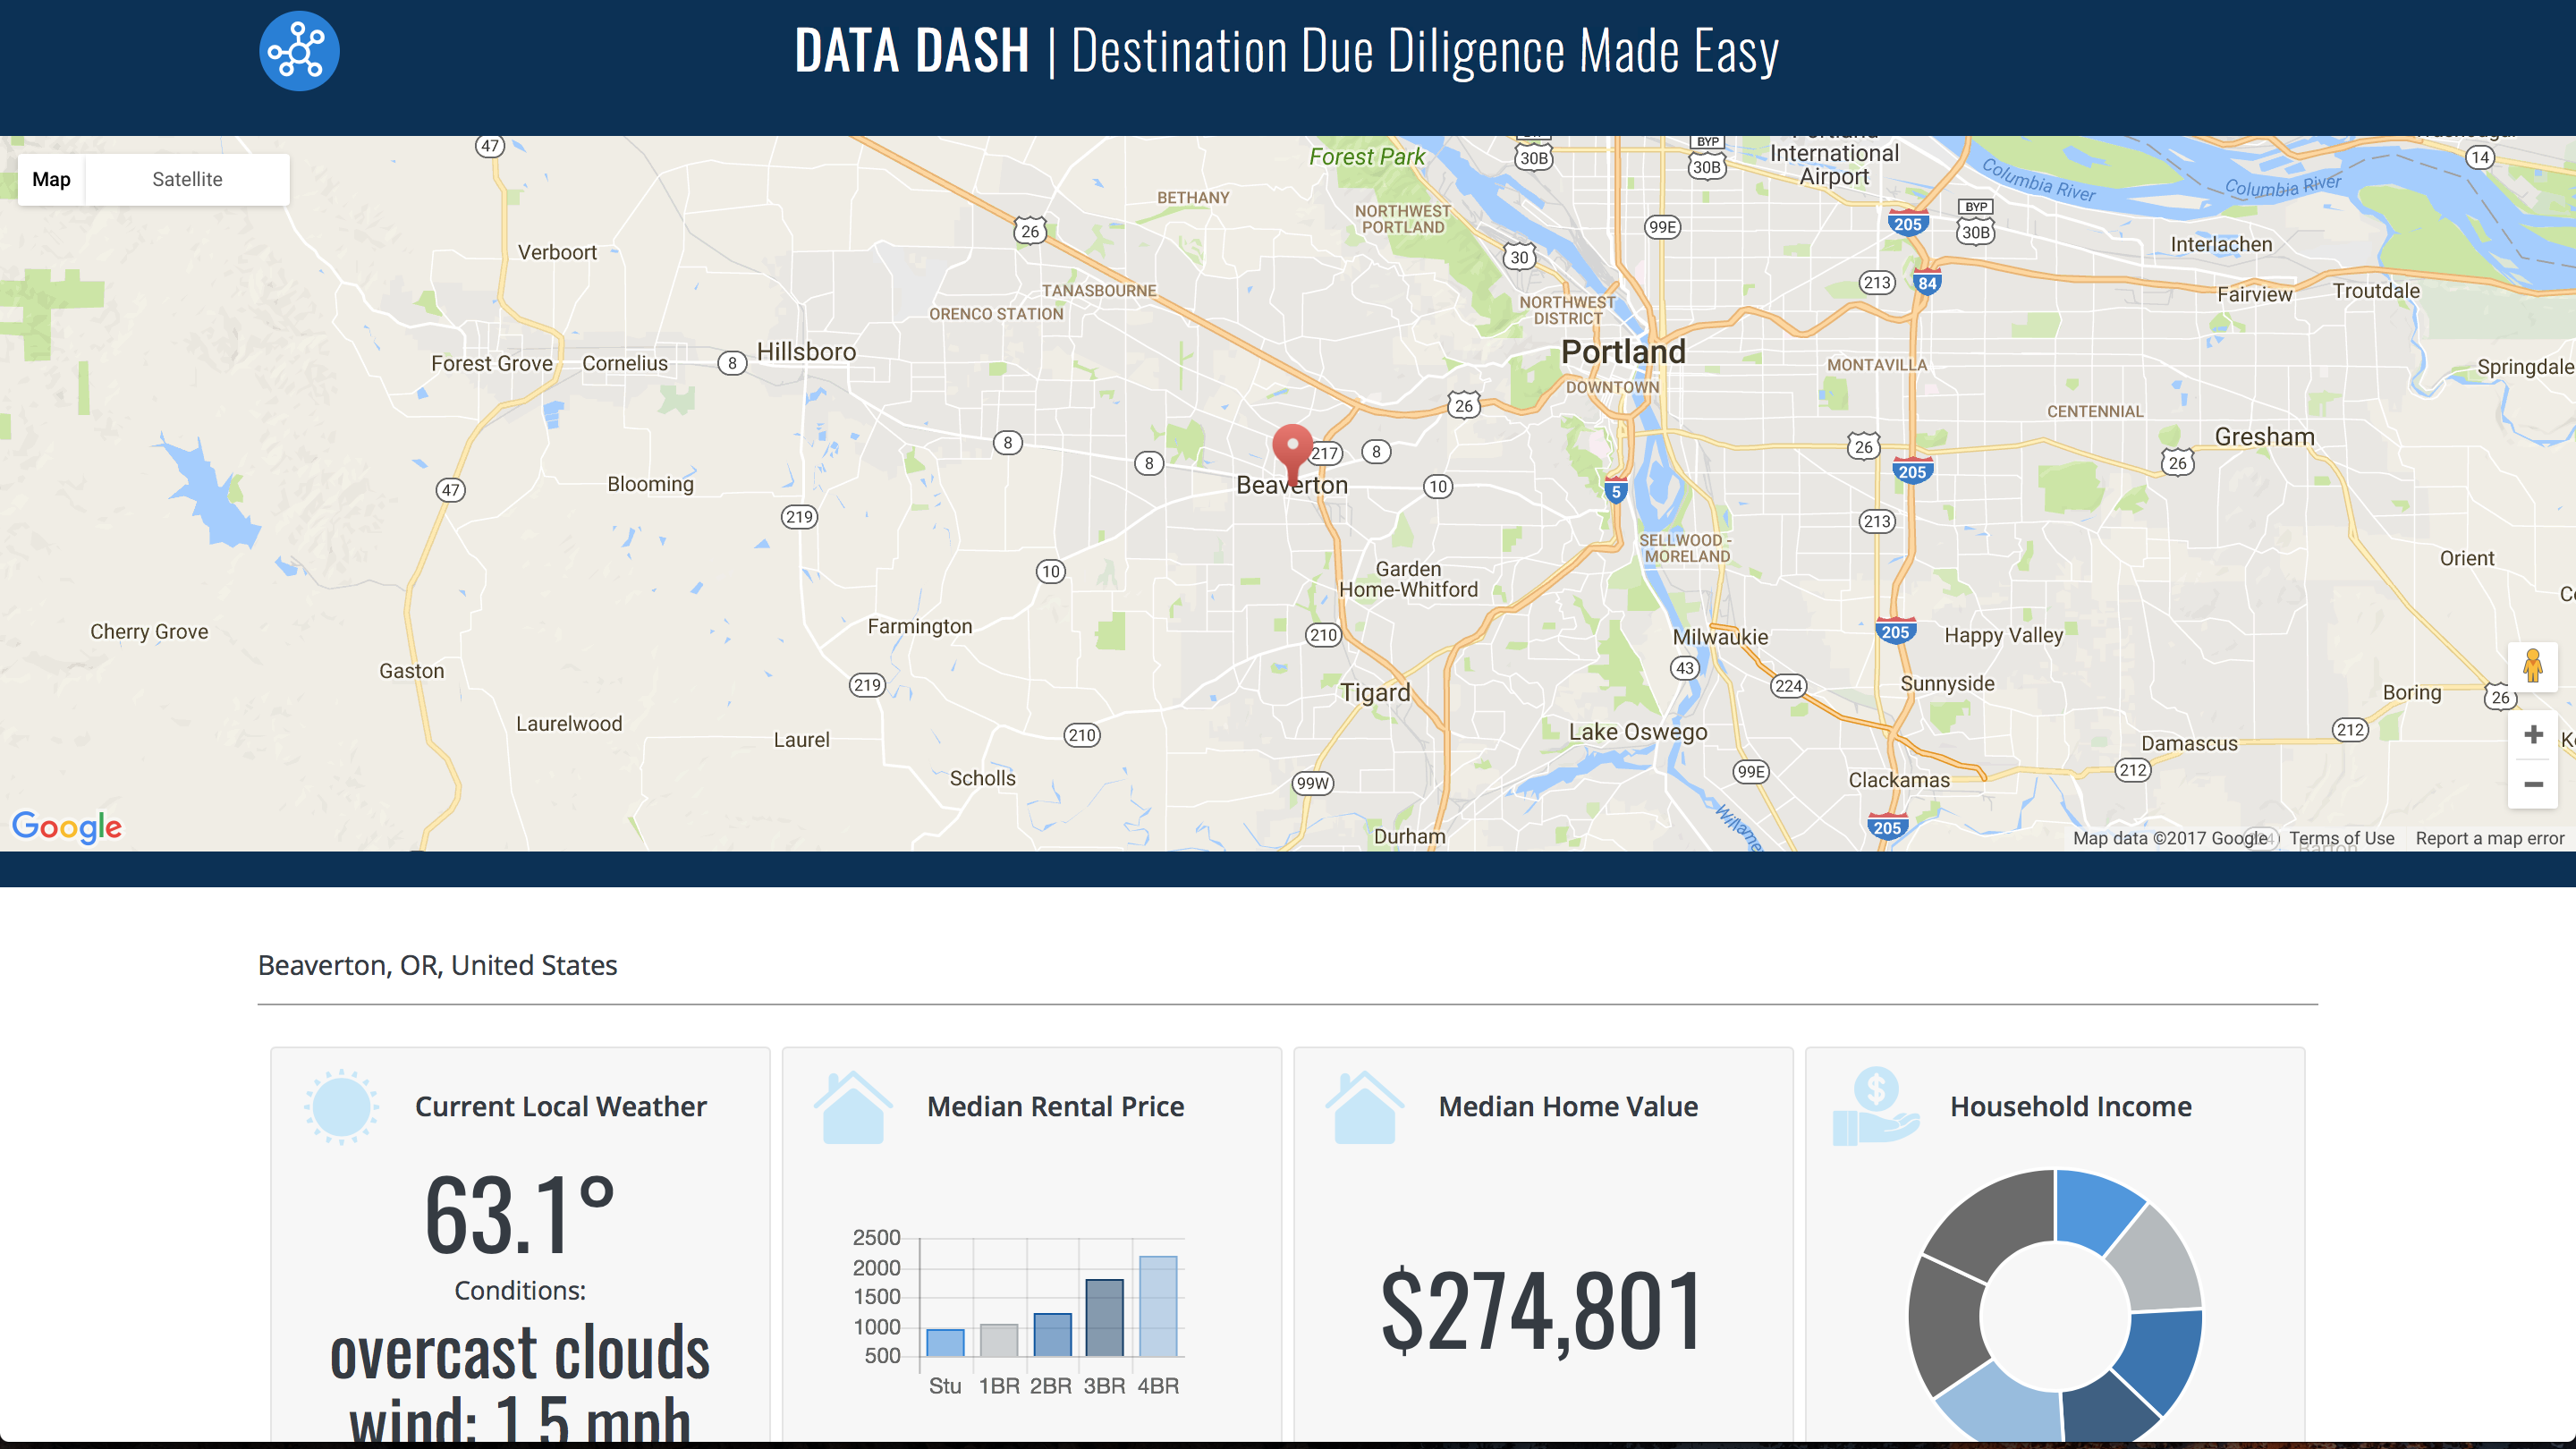 DATA DASH | Destination Due Diligence Made Easy
Map
Satellite
47
Forest Park
30B
BYP
30B
International
Airport
Columbia River
Columbia River
14
BETHANY
NORTHWEST
PORTLAND
26
99E
205
BYP
30B
Verboort
30
Interlachen
TANASBOURNE
213
84
Fairview
Troutdale
ORENCO STATION
NORTHWEST
DISTRICT
Forest Grove
Cornelius
8
Hillsboro
Portland
DOWNTOWN
MONTAVILLA
Springdale
26
CENTENNIAL
8
8
217
8
26
205
26
Gresham
47
Blooming
Beaverton
10
5
219
213
SELLWOOD -
MORELAND
10
Garden
Home-Whitford
Orient
Cherry Grove
Farmington
210
Milwaukie
205
Happy Valley
Gaston
219
Tigard
43
224
Sunnyside
Boring
26
Laurelwood
Laurel
210
Lake Oswego
Damascus
212
212
Scholls
99W
99E
Clackamas
Durham
205
Google
Map data ©2017 Google
Terms of Use
Report a map error
Beaverton, OR, United States
Current Local Weather
63.1°
Conditions:
overcast clouds
wind: 1.5 mph
Median Rental Price
2500
2000
1500
1000
500
Stu 1BR 2BR 3BR 4BR
Median Home Value
$274,801
Household Income
$